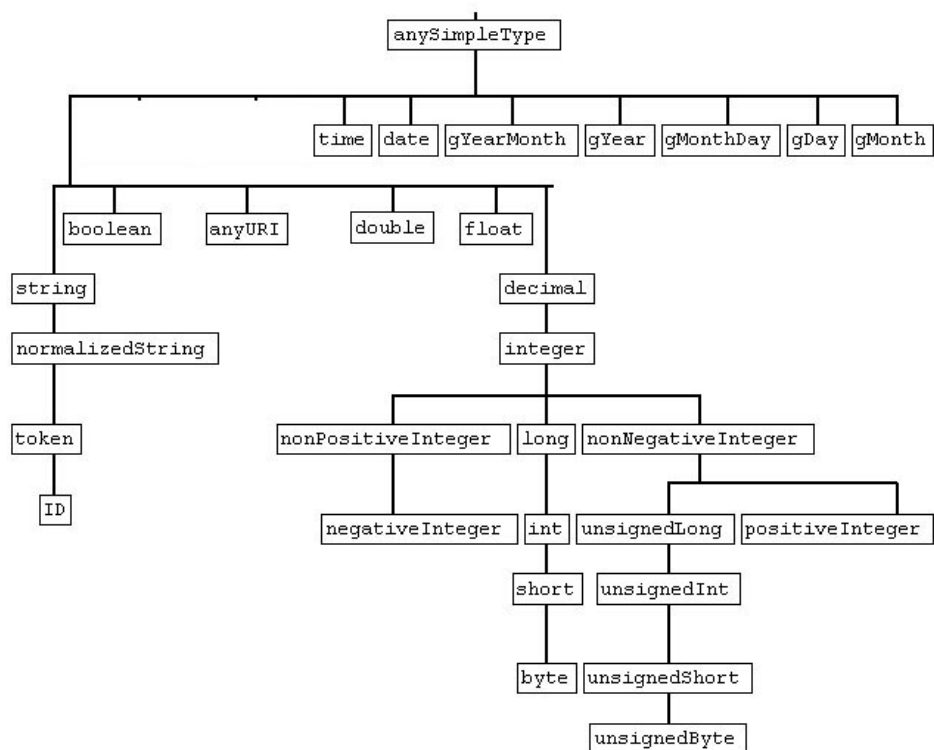 anySimpleType
time date gYearMonth gYear gMonthDay gDay gMonth
boolean anyURI double float
string decimal
normalizedString integer
token nonPositiveInteger long nonNegativeInteger
ID
negativeInteger int unsignedLong positiveInteger
short unsignedInt
byte unsignedShort
unsignedByte